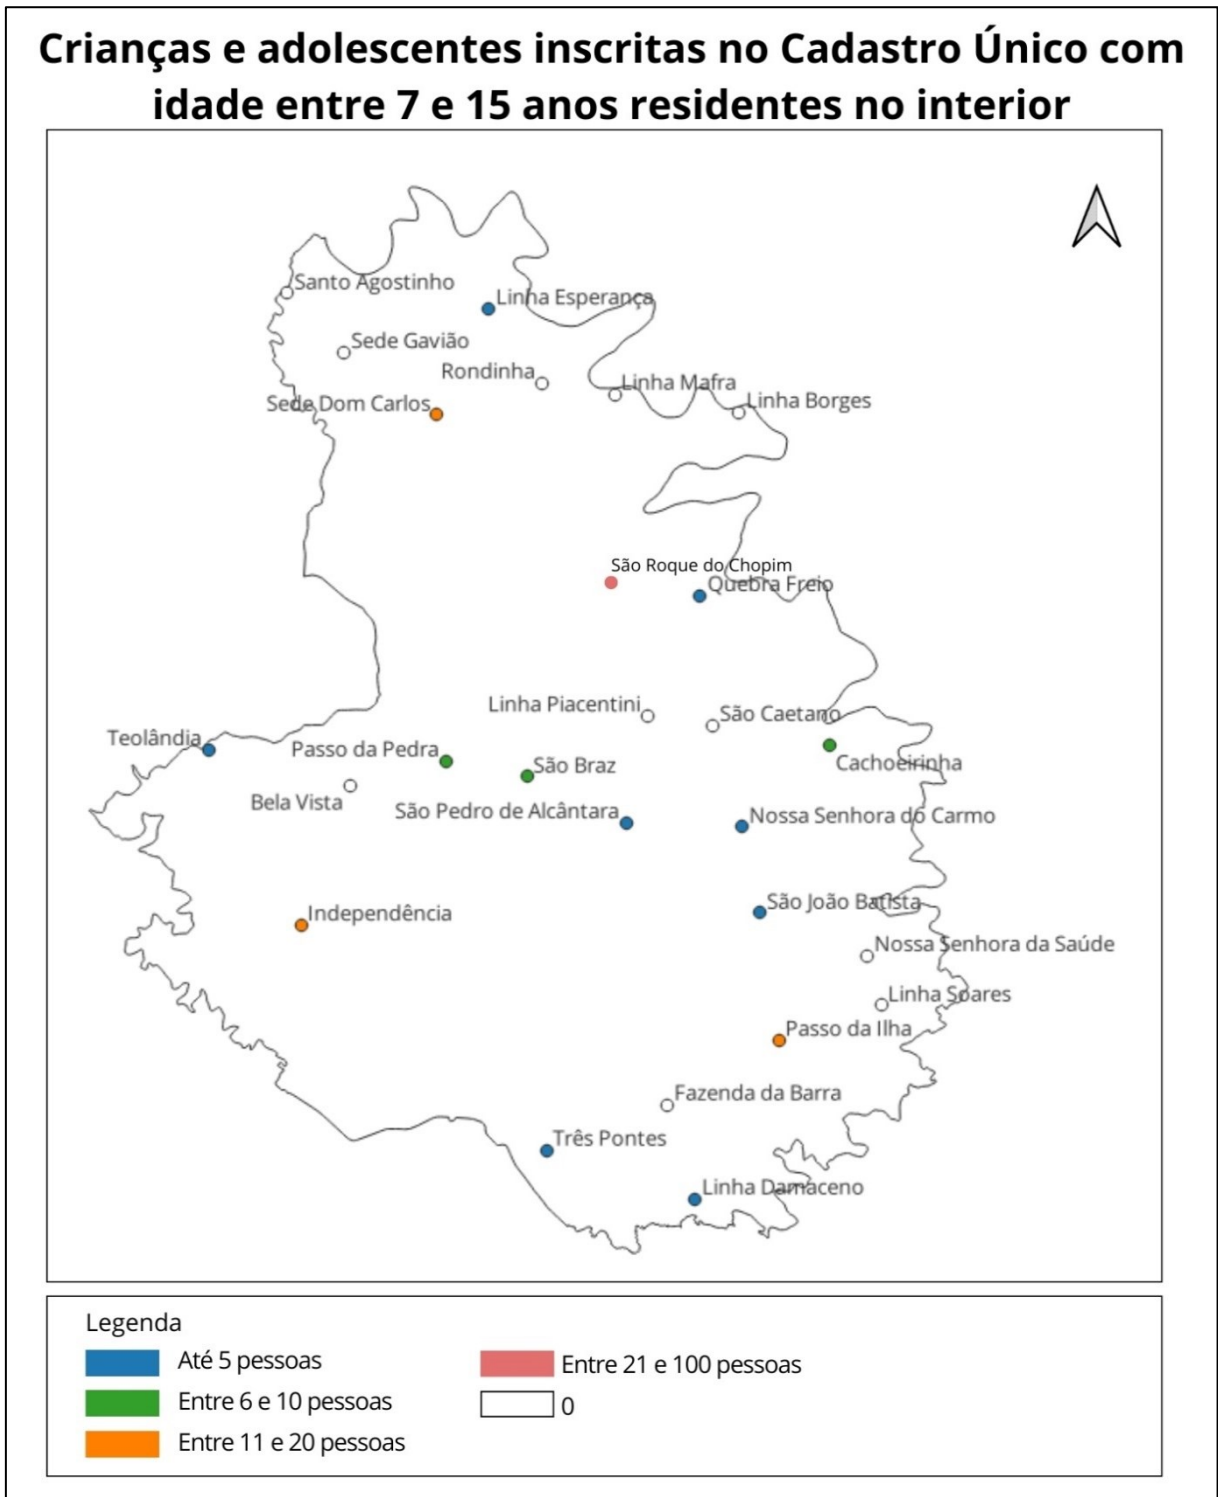 Crianças e adolescentes inscritas no Cadastro Único com
idade entre 7 e 15 anos residentes no interior
Santo Agostinho
Linha Esperança
Sede Gavião
Rondinha
Linha Mafra
Linha Borges
Sede Dom Carlos
São Roque do Chopim
Quebra Freio
Linha Piacentini
São Caetano
Teolândia
Passo da Pedra
São Braz
Cachoeirinha
Bela Vista
São Pedro de Alcântara
Nossa Senhora do Carmo
São João Batista
Independência
Nossa Senhora da Saúde
Linha Soares
Passo da Ilha
Fazenda da Barra
Três Pontes
Linha Damaceno
Legenda
Até 5 pessoas
Entre 6 e 10 pessoas
Entre 11 e 20 pessoas
Entre 21 e 100 pessoas
0